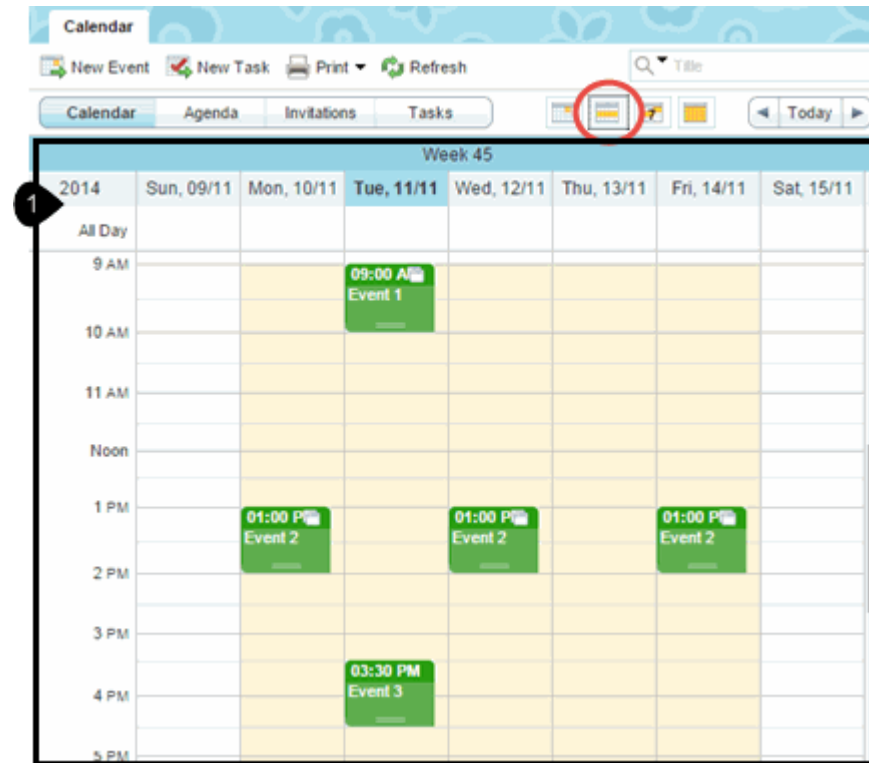 Calendar
New Event New Task Print Refresh Title
Calendar Agenda Invitations Tasks 7 Today
Week 45
1
2014 Sun, 09/11 Mon, 10/11 Tue, 11/11 Wed, 12/11 Thu, 13/11 Fri, 14/11 Sat, 15/11
All Day
9 AM
09:00 A
Event 1
10 AM
11 AM
Noon
1 PM
01:00 P 01:00 P 01:00 P
Event 2 Event 2 Event 2
2 PM
3 PM
03:30 PM
Event 3
4 PM
5 PM